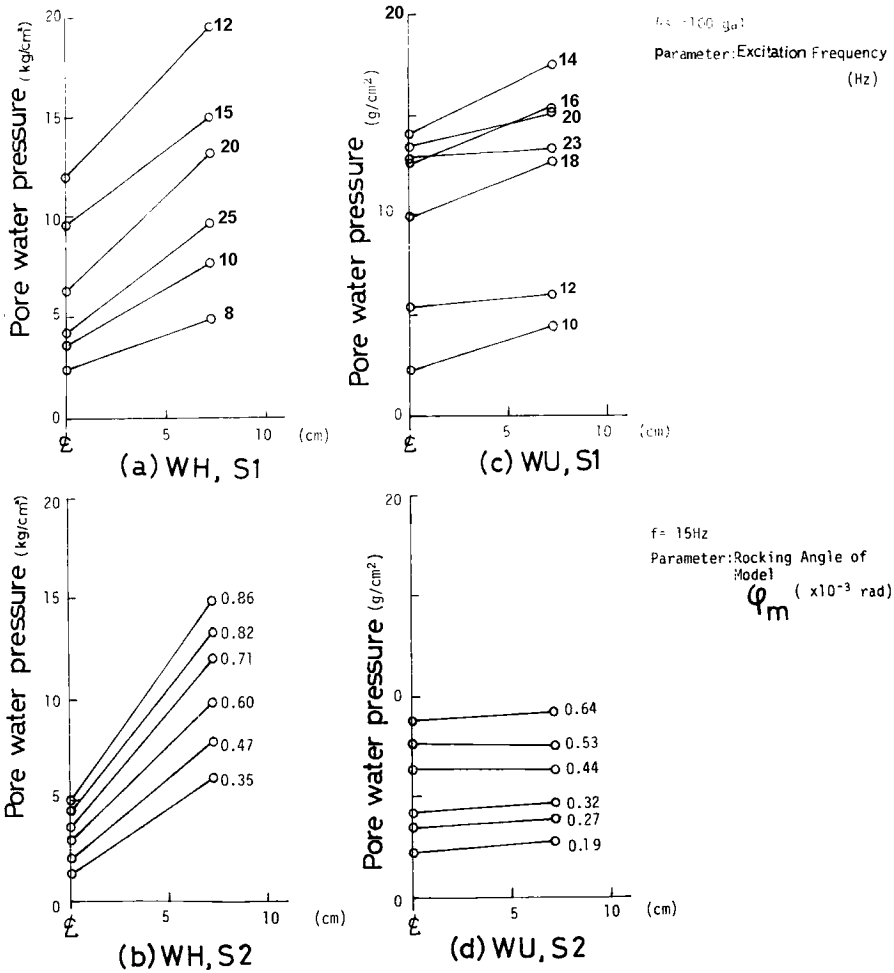 Pore water pressure (kg/cm²)
20
15
10
5
0
12
15
20
25
10
8
℄
5
10
(cm)
(a) WH, S1
Pore water pressure (g/cm²)
20
10
0
14
16
20
23
18
12
10
℄
5
10
(cm)
(c) WU, S1
100 gal
parameter:Excitation Frequency
(Hz)
Pore water pressure (kg/cm²)
20
15
10
5
0
0.86
0.82
0.71
0.60
0.47
0.35
℄
5
10
(cm)
(b) WH, S2
Pore water pressure (g/cm²)
20
0
0
0.64
0.53
0.44
0.32
0.27
0.19
℄
5
10
(cm)
(d) WU, S2
f= 15Hz
Parameter:Rocking Angle of
Model
φm ( x10⁻³ rad)